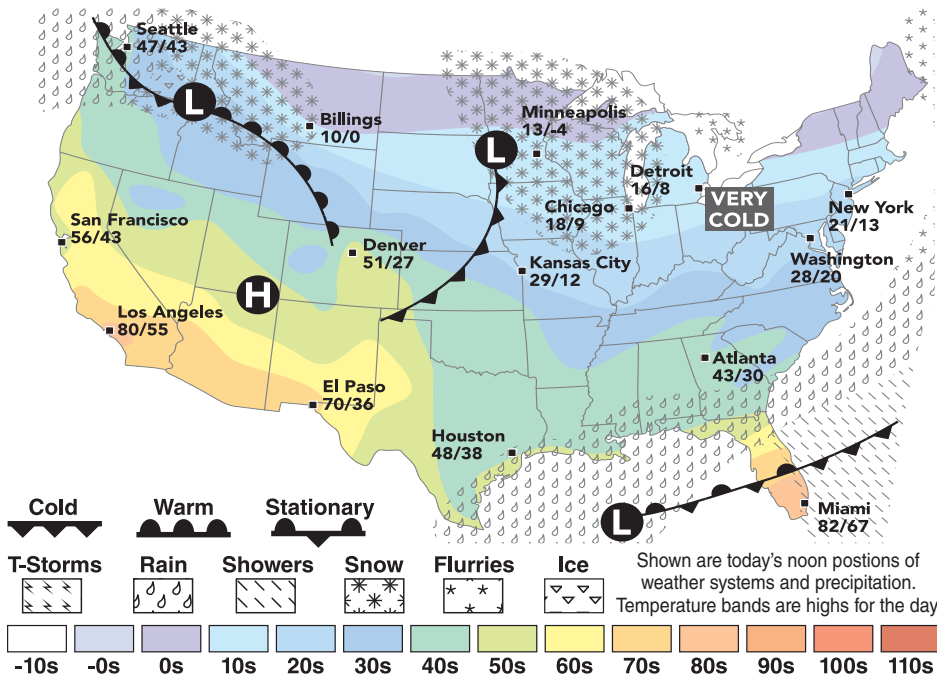 Seattle
47/43
L
Billings
10/0
Minneapolis
13/-4
L
Detroit
16/8
VERY
COLD
Chicago
18/9
New York
21/13
San Francisco
56/43
Denver
51/27
Kansas City
29/12
Washington
28/20
H
Los Angeles
80/55
Atlanta
43/30
El Paso
70/36
Houston
48/38
L
Miami
82/67
Cold
Warm
Stationary
T-Storms
Rain
Showers
Snow
Flurries
Ice
Shown are today's noon postions of
weather systems and precipitation.
Temperature bands are highs for the day.
-10s
-0s
0s
10s
20s
30s
40s
50s
60s
70s
80s
90s
100s
110s